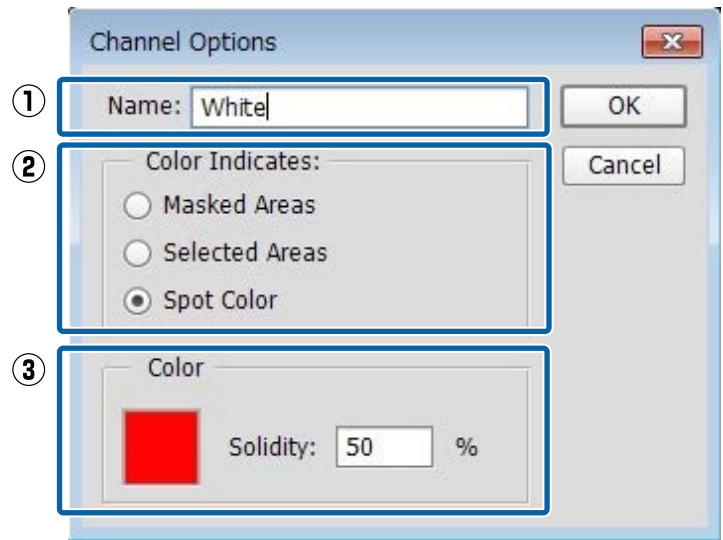 Channel Options
① Name: White OK
② Color Indicates: Cancel
Masked Areas
Selected Areas
Spot Color
③ Color
Solidity: 50 %